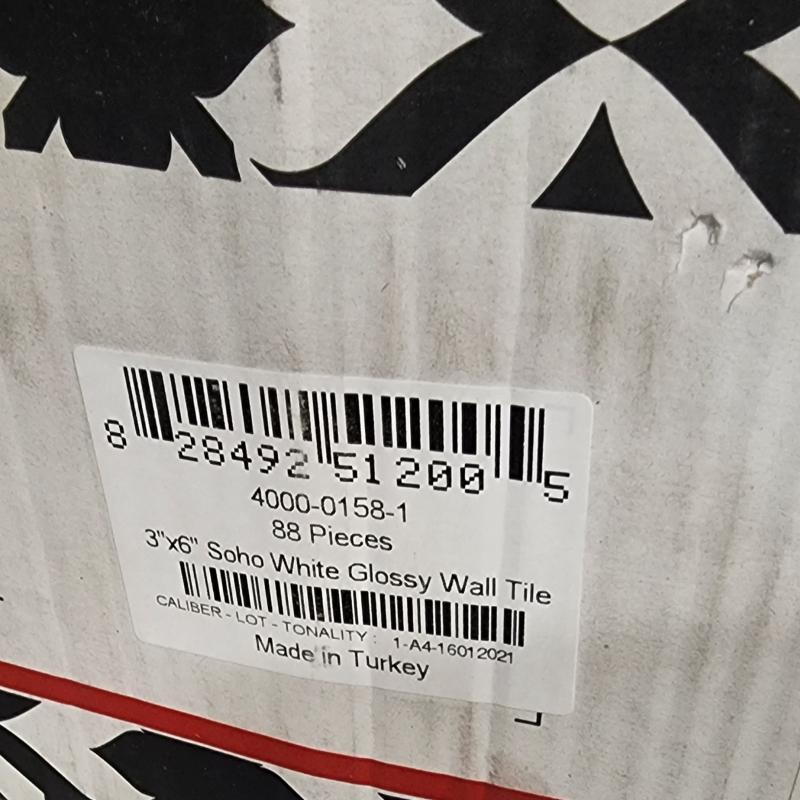 8 28492 51200 5
4000-0158-1
88 Pieces
3"x6" Soho White Glossy Wall Tile
CALIBER - LOT - TONALITY : 1-A4-16012021
Made in Turkey